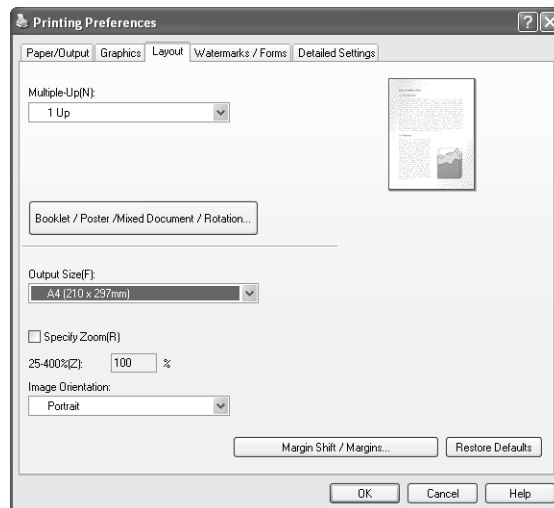 Printing Preferences
Paper/Output Graphics Layout Watermarks / Forms Detailed Settings
Multiple-Up(N):
1 Up
Booklet / Poster /Mixed Document / Rotation...
Output Size(F):
A4 (210 x 297mm)
Specify Zoom(R)
25-400%(Z): 100 %
Image Orientation:
Portrait
Margin Shift / Margins... Restore Defaults
OK Cancel Help